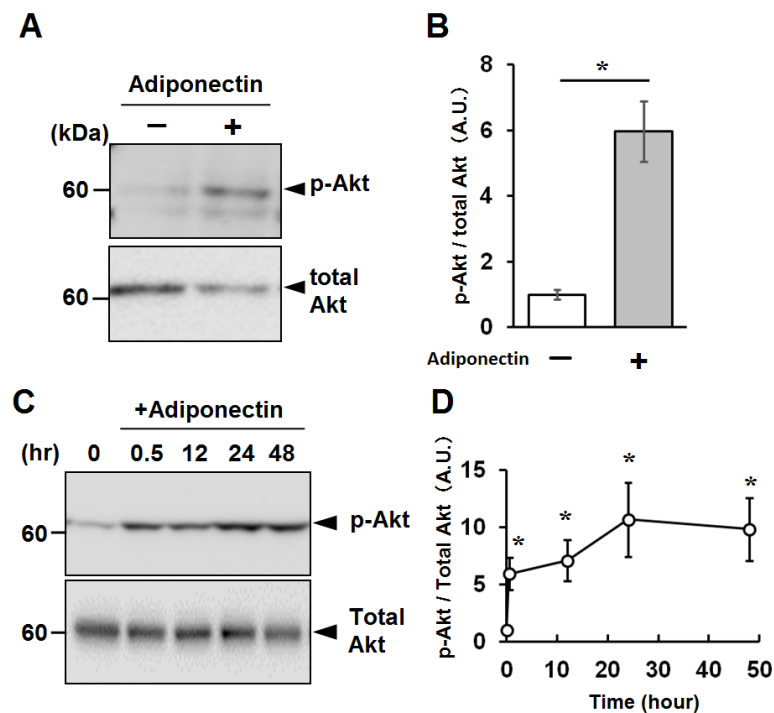 A
Adiponectin
(kDa)
− +
60
p-Akt
60
total
Akt
B
p-Akt / total Akt (A.U.)
8
6
4
2
0
*
Adiponectin − +
C
+Adiponectin
(hr) 0 0.5 12 24 48
60
p-Akt
60
Total
Akt
D
p-Akt / Total Akt (A.U.)
15
10
5
0
* * * *
0 10 20 30 40 50
Time (hour)